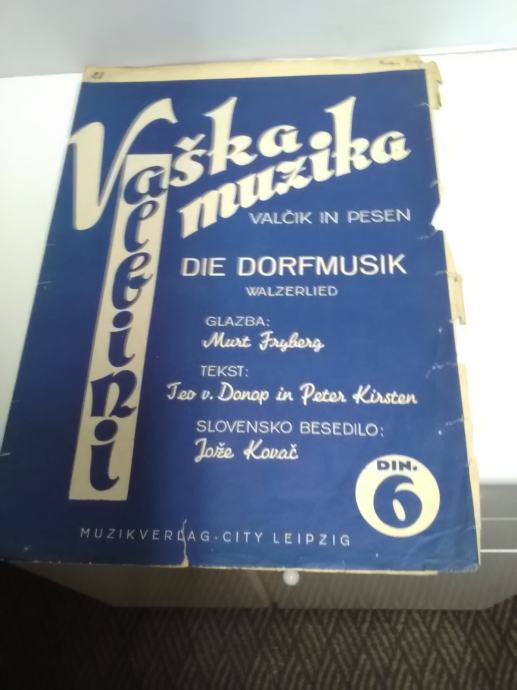 Vaška
muzika
VALČIK IN PESEN
DIE DORFMUSIK
WALZERLIED
GLAZBA:
Murt Fryberg
TEKST:
Teo v. Donop in Peter Kirsten
SLOVENSKO BESEDILO:
Jože Kovač
DIN.
6
MUZIKVERLAG·CITY LEIPZIG